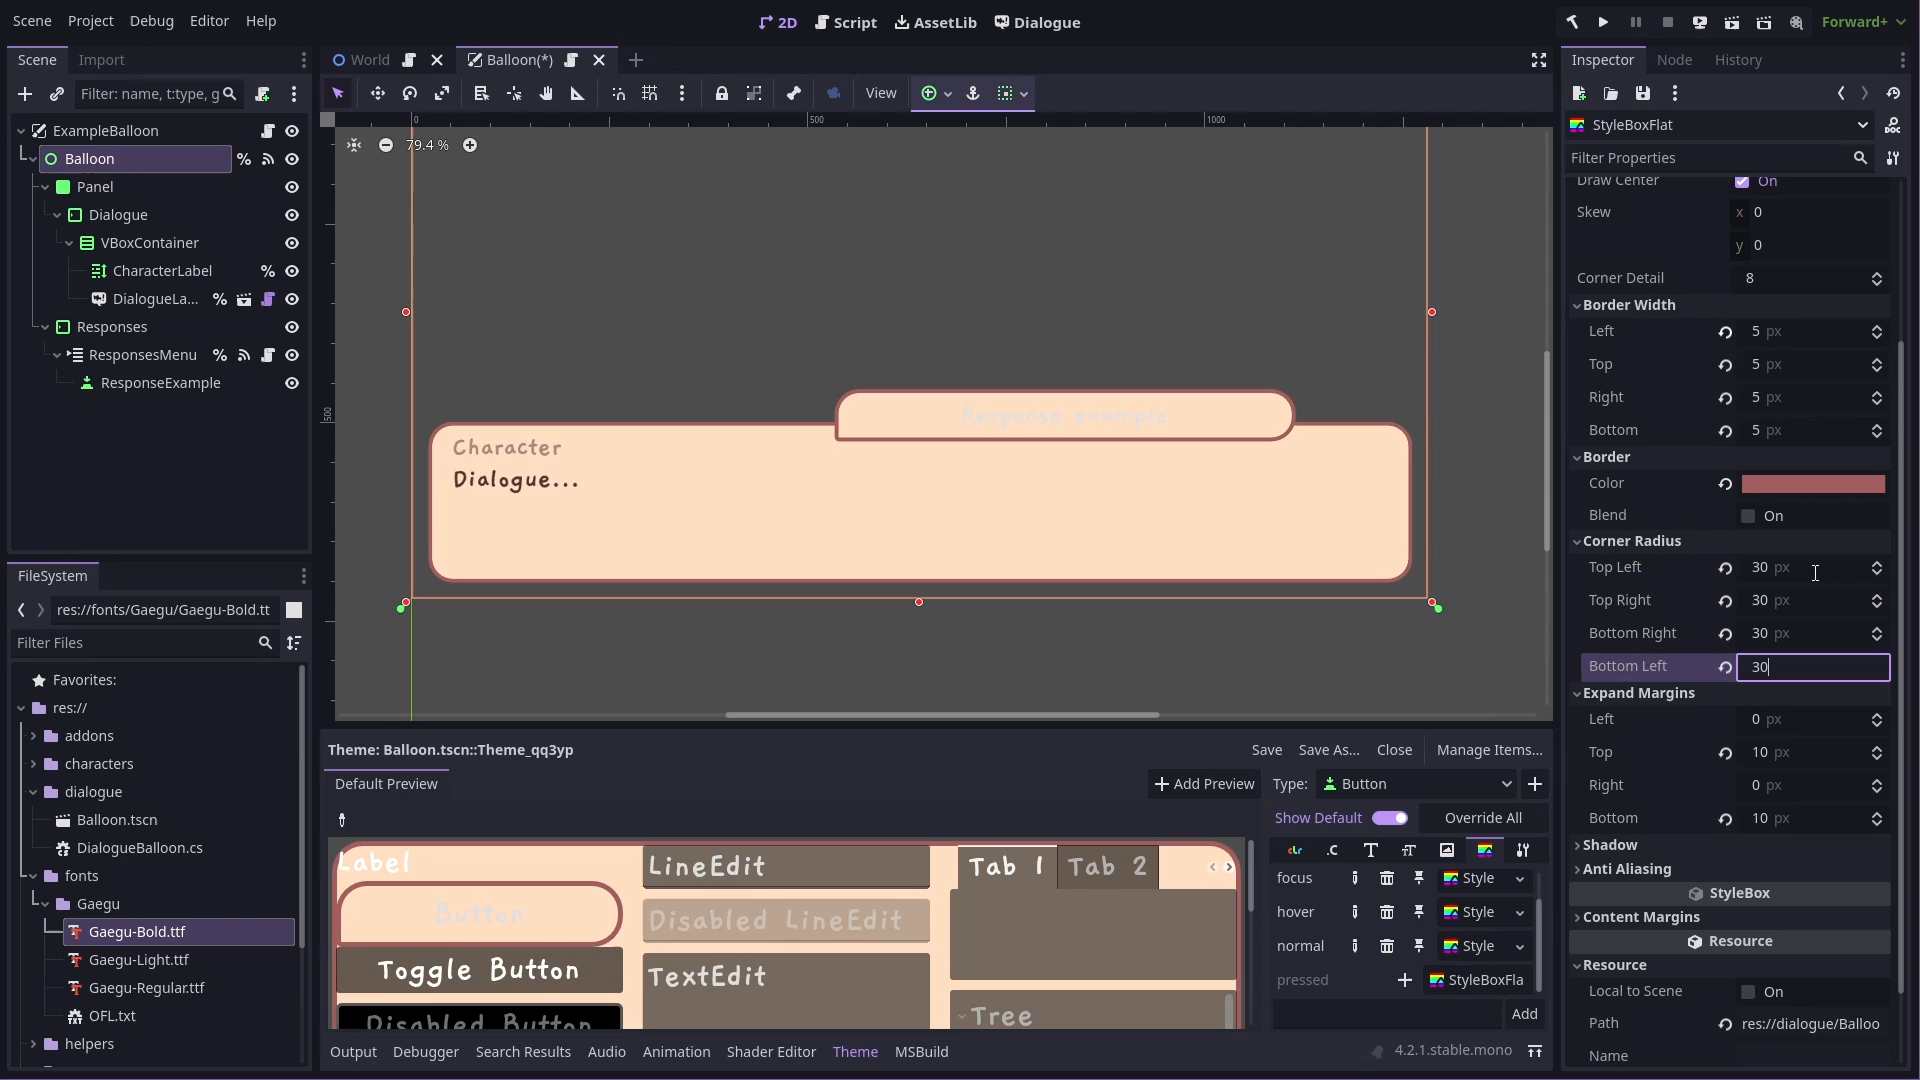 Scene Project Debug Editor Help
2D Script AssetLib Dialogue
Forward+
Scene Import
Filter: name, t:type, g
ExampleBalloon
Balloon
Panel
Dialogue
VBoxContainer
CharacterLabel
DialogueLa...
Responses
ResponsesMenu
ResponseExample
FileSystem
res://fonts/Gaegu/Gaegu-Bold.tt
Filter Files
Favorites:
res://
addons
characters
dialogue
Balloon.tscn
DialogueBalloon.cs
fonts
Gaegu
Gaegu-Bold.ttf
Gaegu-Light.ttf
Gaegu-Regular.ttf
OFL.txt
helpers
World Balloon(*)
View
0 500 1000
79.4 %
500
Response example
Character
Dialogue...
Theme: Balloon.tscn::Theme_qq3yp Save Save As... Close Manage Items...
Default Preview Add Preview Type: Button
Show Default Override All
Label LineEdit Tab 1 Tab 2
Button Disabled LineEdit
Toggle Button TextEdit
Disabled Button Tree
focus Style
hover Style
normal Style
pressed StyleBoxFla
Add
Output Debugger Search Results Audio Animation Shader Editor Theme MSBuild 4.2.1.stable.mono
Inspector Node History
StyleBoxFlat
Filter Properties
Draw Center On
Skew x 0
y 0
Corner Detail 8
Border Width
Left 5 px
Top 5 px
Right 5 px
Bottom 5 px
Border
Color
Blend On
Corner Radius
Top Left 30 px
Top Right 30 px
Bottom Right 30 px
Bottom Left 30
Expand Margins
Left 0 px
Top 10 px
Right 0 px
Bottom 10 px
Shadow
Anti Aliasing
StyleBox
Content Margins
Resource
Resource
Local to Scene On
Path res://dialogue/Balloo
Name